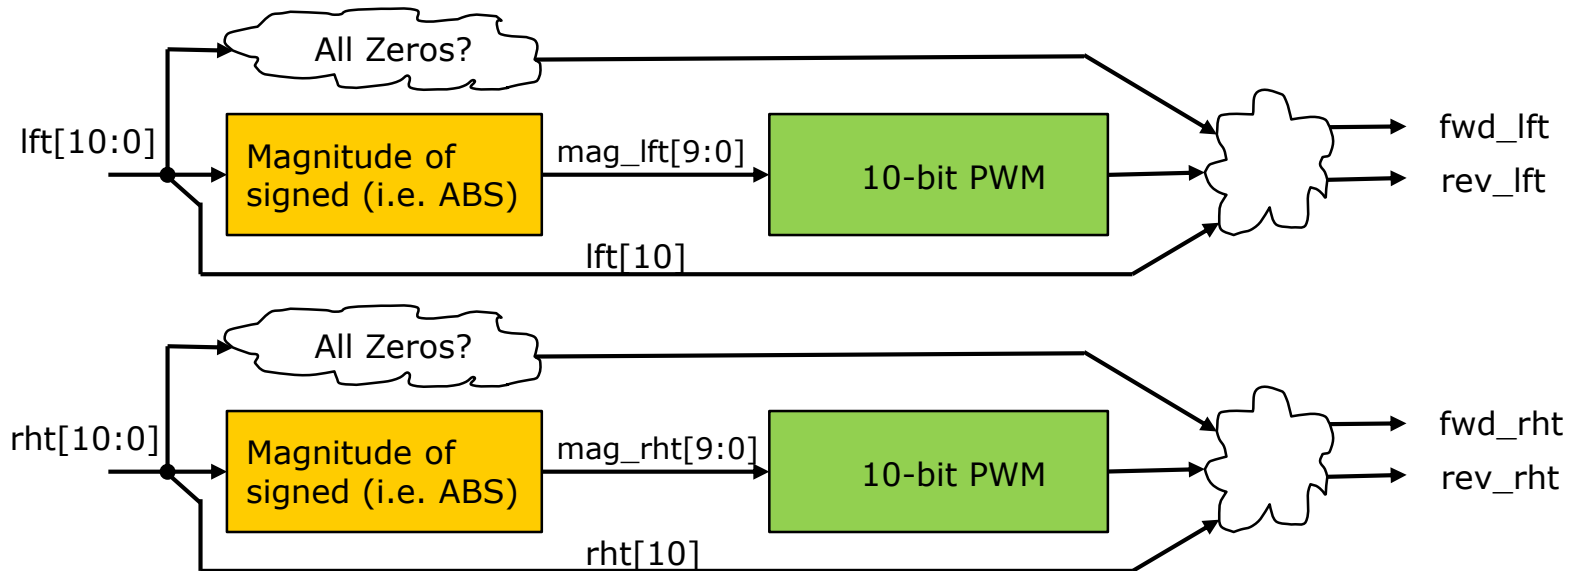 All Zeros?
lft[10:0]
Magnitude of
signed (i.e. ABS)
mag_lft[9:0]
10-bit PWM
fwd_lft
rev_lft
lft[10]
All Zeros?
rht[10:0]
Magnitude of
signed (i.e. ABS)
mag_rht[9:0]
10-bit PWM
fwd_rht
rev_rht
rht[10]